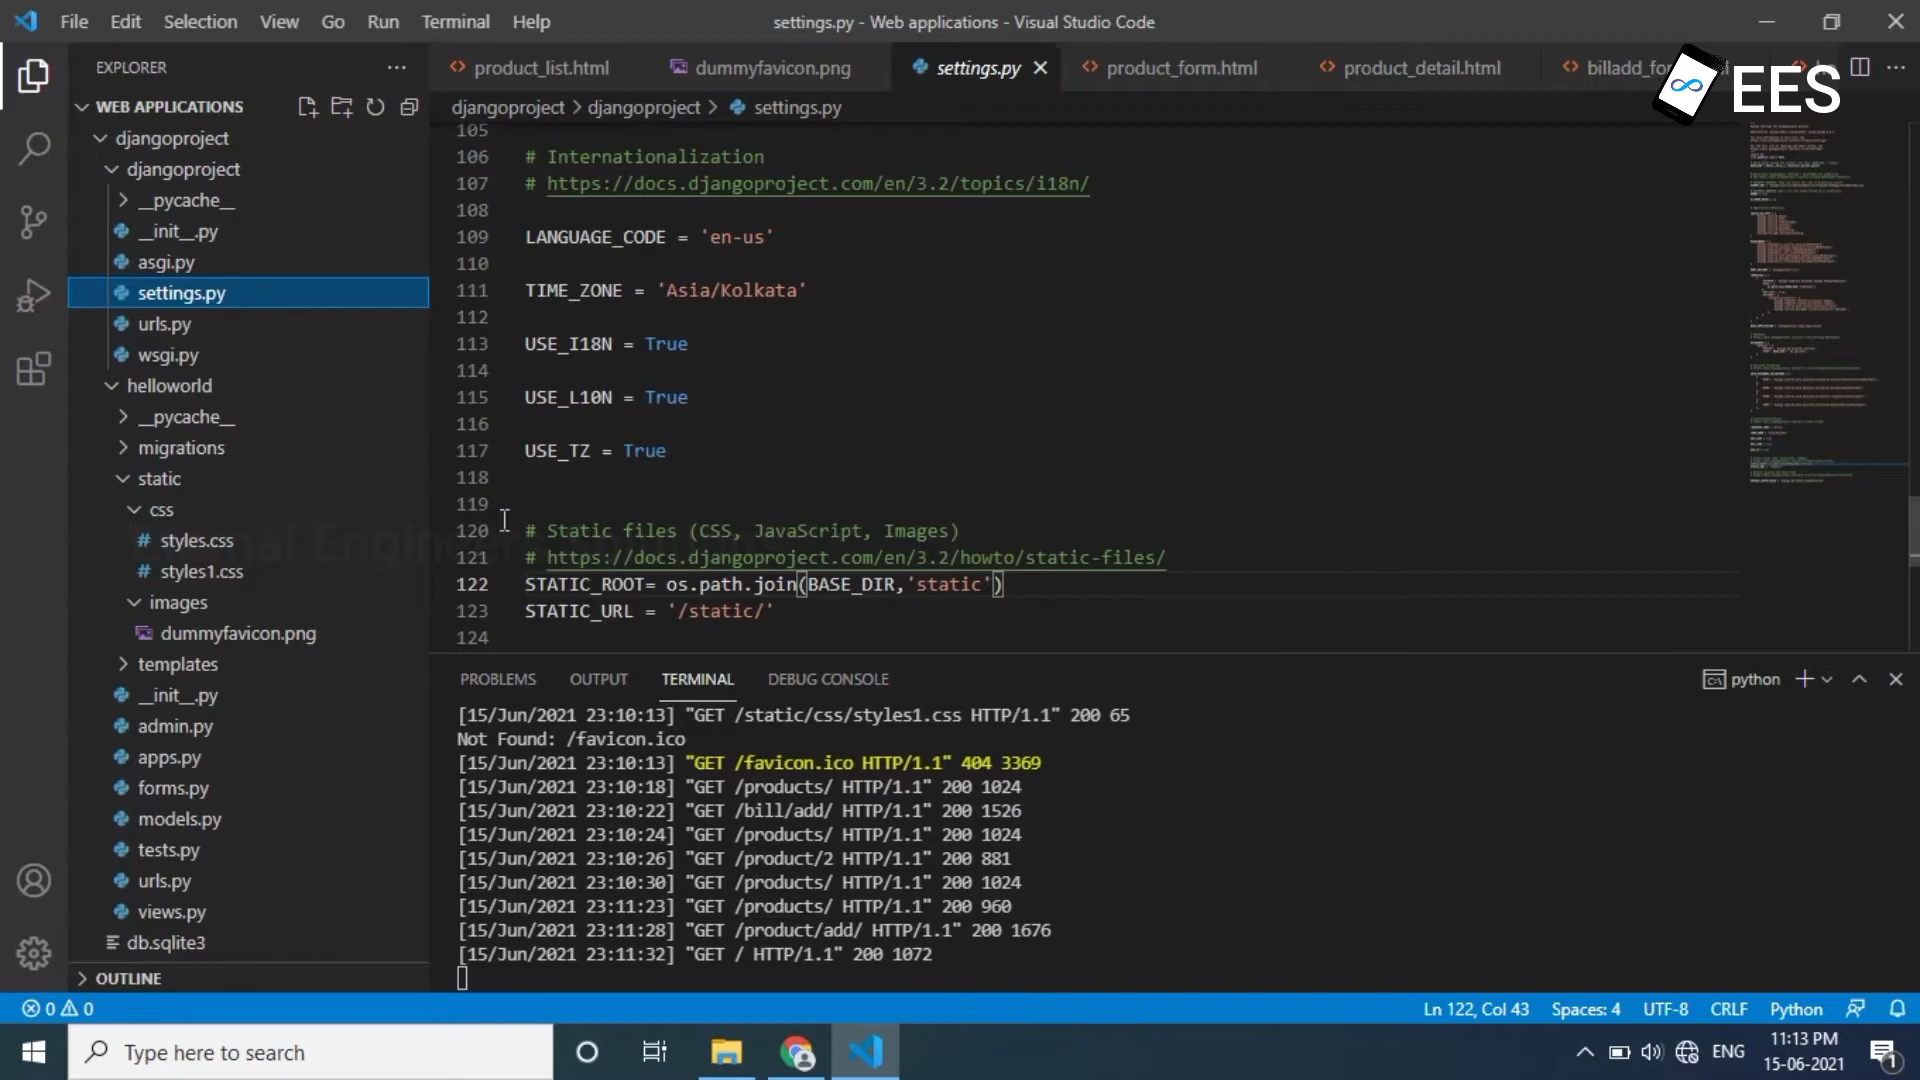 File Edit Selection View Go Run Terminal Help
settings.py - Web applications - Visual Studio Code
EXPLORER
product_list.html
dummyfavicon.png
settings.py
product_form.html
product_detail.html
EES
WEB APPLICATIONS
djangoproject > djangoproject > settings.py
djangoproject
djangoproject
__pycache__
__init__.py
asgi.py
settings.py
urls.py
wsgi.py
helloworld
__pycache__
migrations
static
css
styles.css
styles1.css
images
dummyfavicon.png
templates
__init__.py
admin.py
apps.py
forms.py
models.py
tests.py
urls.py
views.py
db.sqlite3
OUTLINE
105
106 # Internationalization
107 # https://docs.djangoproject.com/en/3.2/topics/i18n/
108
109 LANGUAGE_CODE = 'en-us'
110
111 TIME_ZONE = 'Asia/Kolkata'
112
113 USE_I18N = True
114
115 USE_L10N = True
116
117 USE_TZ = True
118
119
120 # Static files (CSS, JavaScript, Images)
121 # https://docs.djangoproject.com/en/3.2/howto/static-files/
122 STATIC_ROOT= os.path.join(BASE_DIR,'static')
123 STATIC_URL = '/static/'
124
PROBLEMS OUTPUT TERMINAL DEBUG CONSOLE
python
[15/Jun/2021 23:10:13] "GET /static/css/styles1.css HTTP/1.1" 200 65
Not Found: /favicon.ico
[15/Jun/2021 23:10:13] "GET /favicon.ico HTTP/1.1" 404 3369
[15/Jun/2021 23:10:18] "GET /products/ HTTP/1.1" 200 1024
[15/Jun/2021 23:10:22] "GET /bill/add/ HTTP/1.1" 200 1526
[15/Jun/2021 23:10:24] "GET /products/ HTTP/1.1" 200 1024
[15/Jun/2021 23:10:26] "GET /product/2 HTTP/1.1" 200 881
[15/Jun/2021 23:10:30] "GET /products/ HTTP/1.1" 200 1024
[15/Jun/2021 23:11:23] "GET /products/ HTTP/1.1" 200 960
[15/Jun/2021 23:11:28] "GET /product/add/ HTTP/1.1" 200 1676
[15/Jun/2021 23:11:32] "GET / HTTP/1.1" 200 1072
0 0
Ln 122, Col 43 Spaces: 4 UTF-8 CRLF Python
Type here to search
ENG
11:13 PM
15-06-2021
1